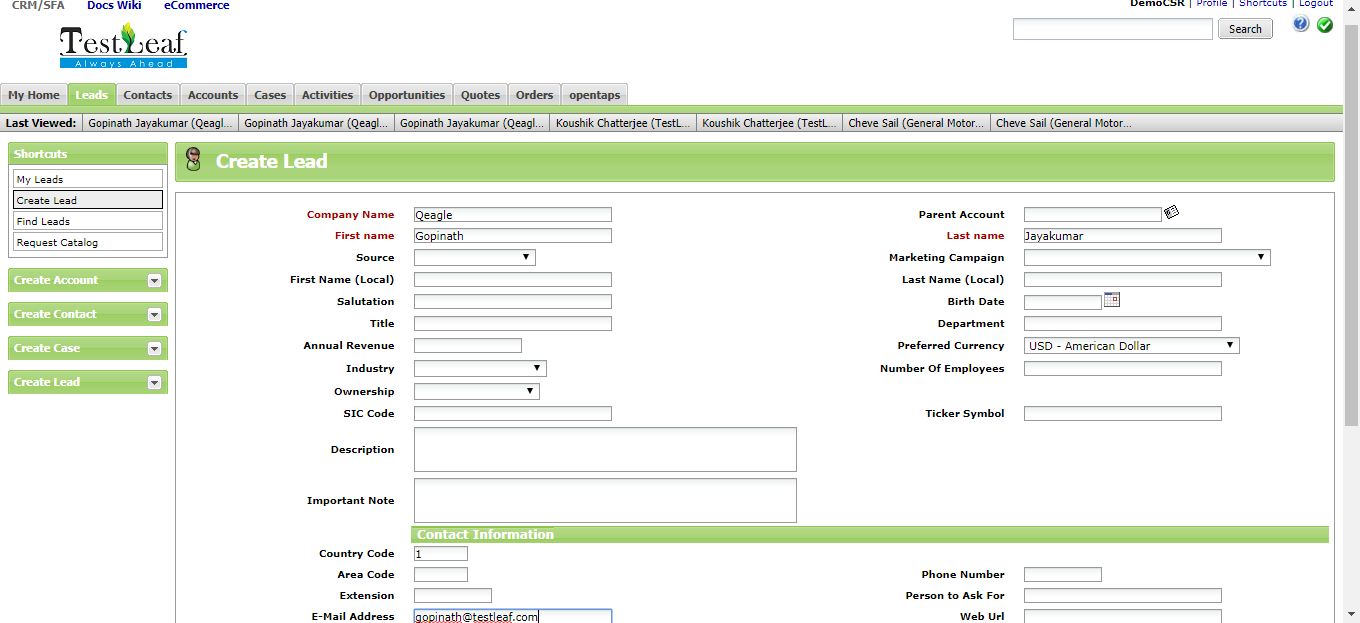 CRM/SFA Docs Wiki eCommerce
DemoCSR | Profile | Shortcuts | Logout
TestLeaf
Always Ahead
Search
My Home Leads Contacts Accounts Cases Activities Opportunities Quotes Orders opentaps
Last Viewed: Gopinath Jayakumar (Qeagl... Gopinath Jayakumar (Qeagl... Gopinath Jayakumar (Qeagl... Koushik Chatterjee (TestL... Koushik Chatterjee (TestL... Cheve Sail (General Motor... Cheve Sail (General Motor...
Shortcuts
My Leads
Create Lead
Find Leads
Request Catalog
Create Account
Create Contact
Create Case
Create Lead
Create Lead
Company Name Qeagle Parent Account
First name Gopinath Last name Jayakumar
Source Marketing Campaign
First Name (Local) Last Name (Local)
Salutation Birth Date
Title Department
Annual Revenue Preferred Currency USD - American Dollar
Industry Number Of Employees
Ownership
SIC Code Ticker Symbol
Description
Important Note
Contact Information
Country Code 1
Area Code Phone Number
Extension Person to Ask For
E-Mail Address gopinath@testleaf.com Web Url